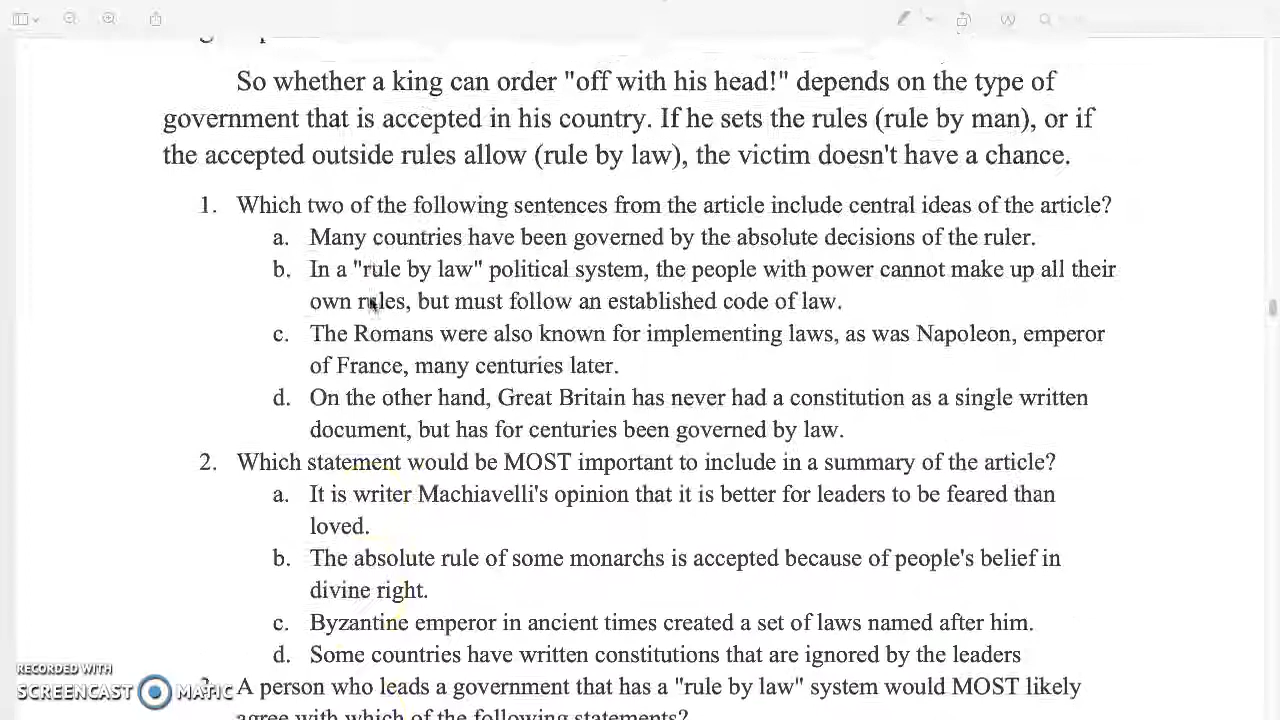 So whether a king can order "off with his head!" depends on the type of
government that is accepted in his country. If he sets the rules (rule by man), or if
the accepted outside rules allow (rule by law), the victim doesn't have a chance.
1. Which two of the following sentences from the article include central ideas of the article?
a. Many countries have been governed by the absolute decisions of the ruler.
b. In a "rule by law" political system, the people with power cannot make up all their
own rules, but must follow an established code of law.
c. The Romans were also known for implementing laws, as was Napoleon, emperor
of France, many centuries later.
d. On the other hand, Great Britain has never had a constitution as a single written
document, but has for centuries been governed by law.
2. Which statement would be MOST important to include in a summary of the article?
a. It is writer Machiavelli's opinion that it is better for leaders to be feared than
loved.
b. The absolute rule of some monarchs is accepted because of people's belief in
divine right.
c. Byzantine emperor in ancient times created a set of laws named after him.
d. Some countries have written constitutions that are ignored by the leaders
A person who leads a government that has a "rule by law" system would MOST likely
agree with which of the following statements?
RECORDED WITH
SCREENCAST MATIC